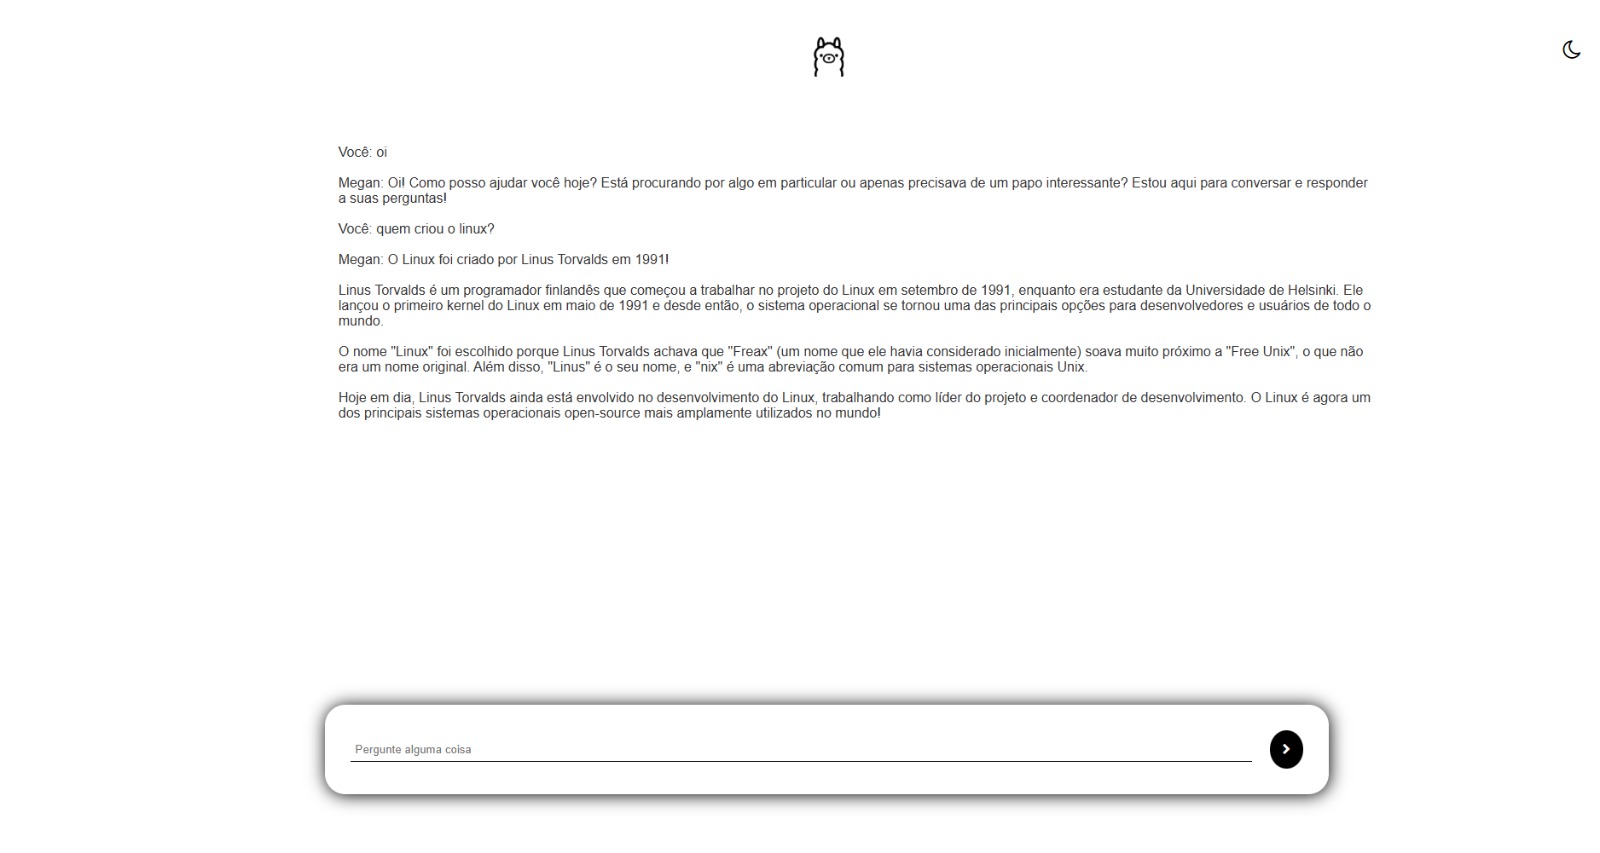 Você: oi
Megan: Oi! Como posso ajudar você hoje? Está procurando por algo em particular ou apenas precisava de um papo interessante? Estou aqui para conversar e responder
a suas perguntas!
Você: quem criou o linux?
Megan: O Linux foi criado por Linus Torvalds em 1991!
Linus Torvalds é um programador finlandês que começou a trabalhar no projeto do Linux em setembro de 1991, enquanto era estudante da Universidade de Helsinki. Ele
lançou o primeiro kernel do Linux em maio de 1991 e desde então, o sistema operacional se tornou uma das principais opções para desenvolvedores e usuários de todo o
mundo.
O nome "Linux" foi escolhido porque Linus Torvalds achava que "Freax" (um nome que ele havia considerado inicialmente) soava muito próximo a "Free Unix", o que não
era um nome original. Além disso, "Linus" é o seu nome, e "nix" é uma abreviação comum para sistemas operacionais Unix.
Hoje em dia, Linus Torvalds ainda está envolvido no desenvolvimento do Linux, trabalhando como líder do projeto e coordenador de desenvolvimento. O Linux é agora um
dos principais sistemas operacionais open-source mais amplamente utilizados no mundo!
Pergunte alguma coisa